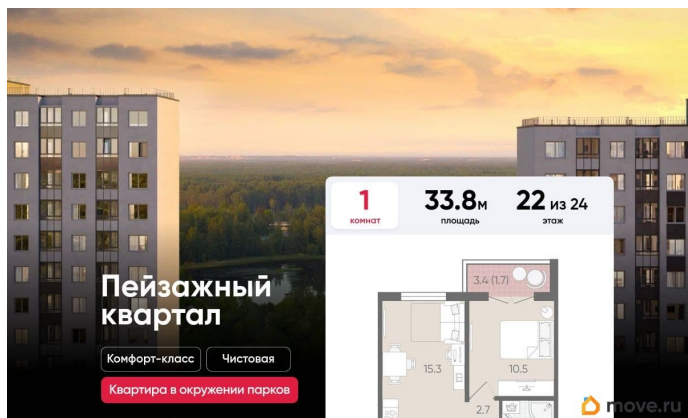 1
комнат
33.8м
площадь
22 из 24
этаж
Пейзажный
квартал
Комфорт-класс
Чистовая
Квартира в окружении парков
3.4 (1.7)
15.3
10.5
2.7
move.ru